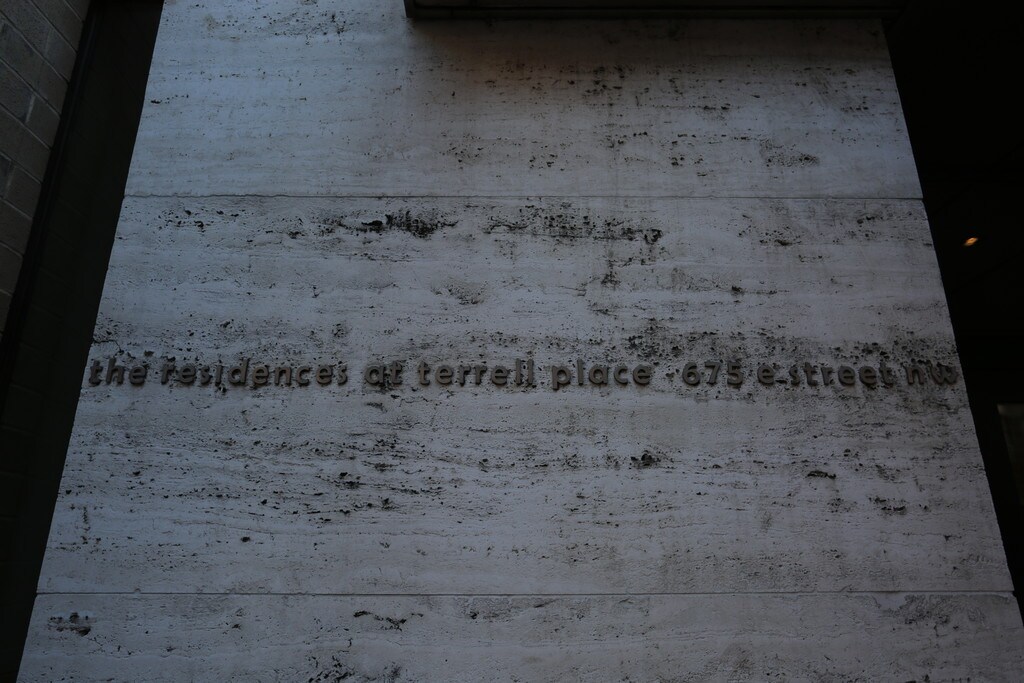 the residences at terrell place 675 e street nw